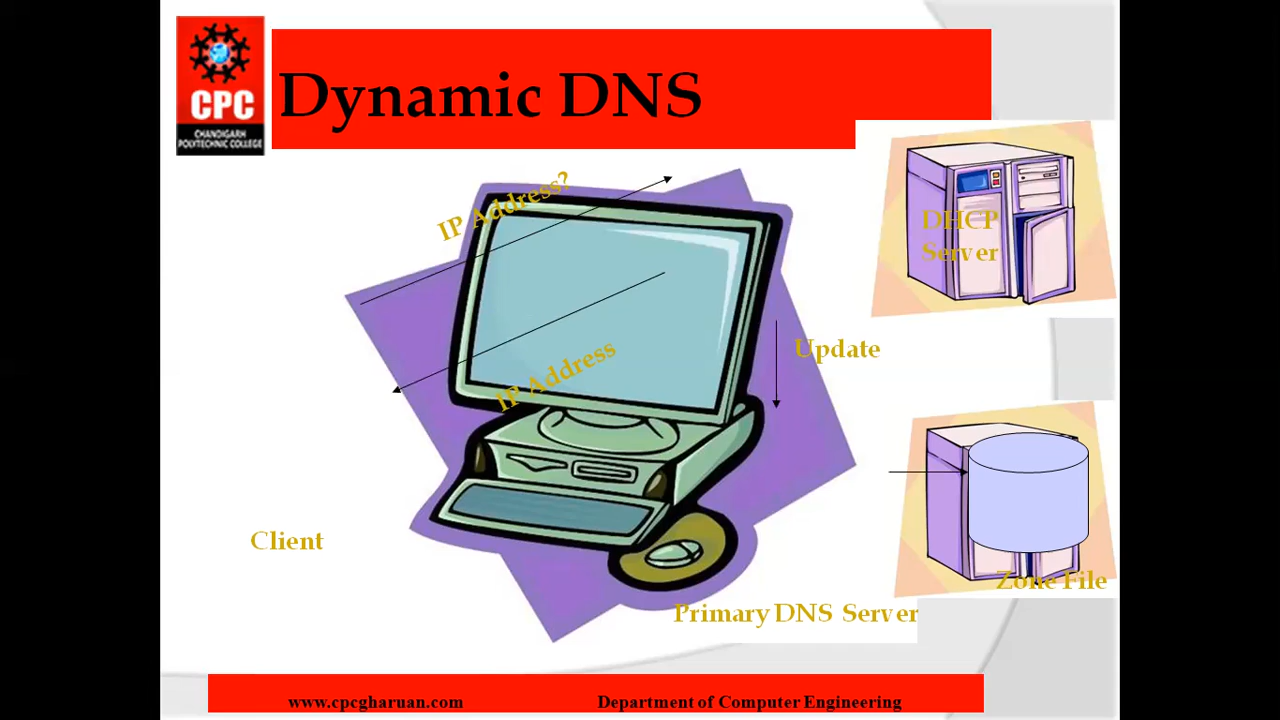 CPC
CHANDIGARH
POLYTECHNIC COLLEGE
Dynamic DNS
IP Address?
DHCP
Server
Update
IP Address
Client
Zone File
Primary DNS Server
www.cpcgharuan.com
Department of Computer Engineering